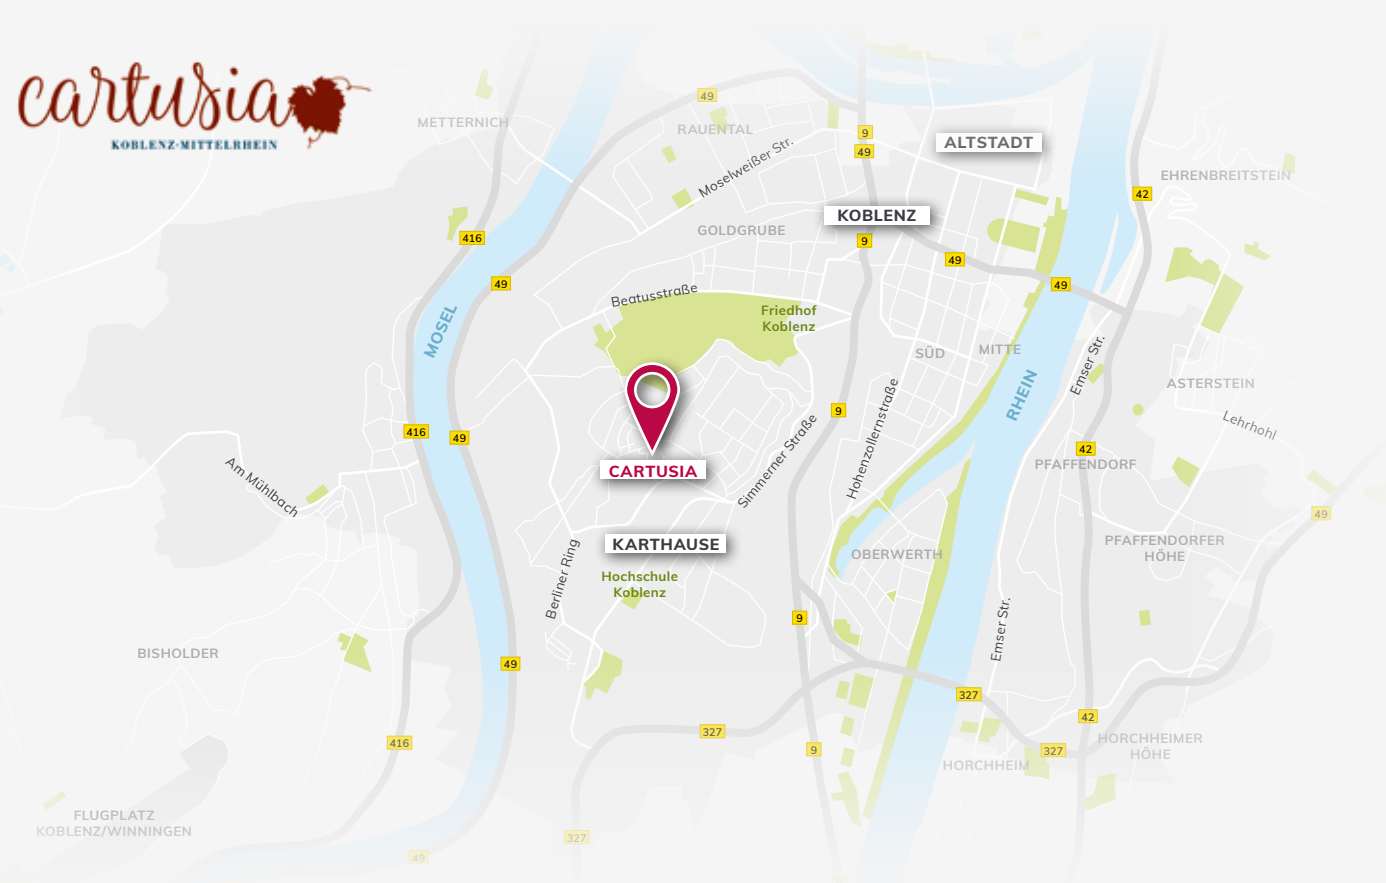 cartusia
KOBLENZ·MITTELRHEIN
METTERNICH
49
RAUENTAL
Moselweißer Str.
9
49
ALTSTADT
EHRENBREITSTEIN
42
KOBLENZ
GOLDGRUBE
416
9
49
49
49
Beatusstraße
Friedhof
Koblenz
MOSEL
SÜD
MITTE
Emser Str.
RHEIN
ASTERSTEIN
Lehrhohl
9
Hohenzollernstraße
Simmerner Straße
416
49
42
PFAFFENDORF
CARTUSIA
Am Mühlbach
49
KARTHAUSE
OBERWERTH
PFAFFENDORFER
HÖHE
Berliner Ring
Hochschule
Koblenz
9
Emser Str.
BISHOLDER
49
327
42
327
416
9
327
HORCHHEIMER
HÖHE
HORCHHEIM
FLUGPLATZ
KOBLENZ/WINNINGEN
327
49